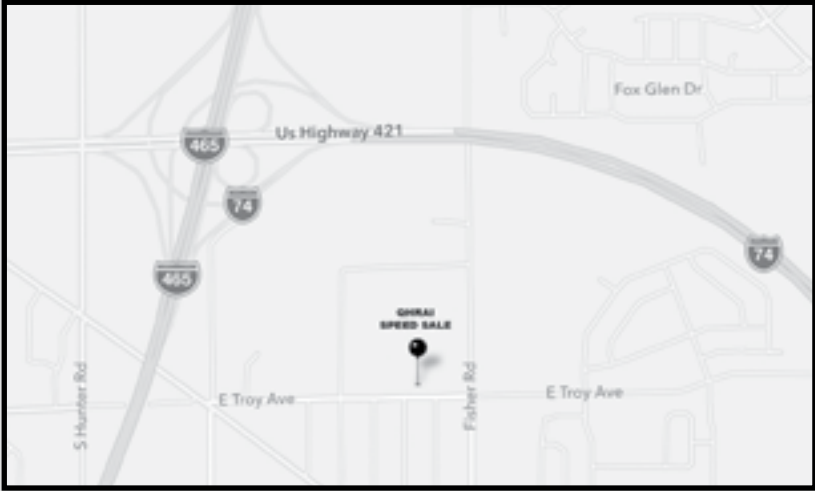 Fox Glen Dr
Us Highway 421
465
74
465
74
SPEED SALE
S Hunter Rd
E Troy Ave
Fisher Rd
E Troy Ave